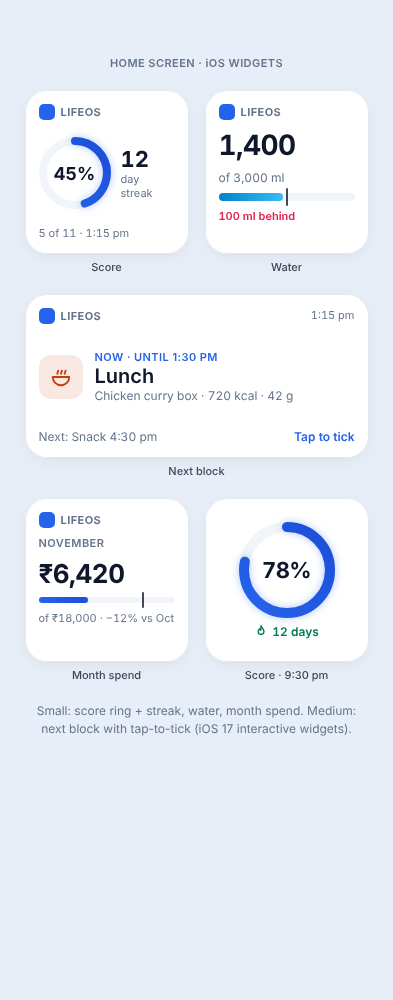 HOME SCREEN · iOS WIDGETS
LIFEOS
45%
12
day
streak
5 of 11 · 1:15 pm
Score
LIFEOS
1,400
of 3,000 ml
100 ml behind
Water
LIFEOS
1:15 pm
NOW · UNTIL 1:30 PM
Lunch
Chicken curry box · 720 kcal · 42 g
Next: Snack 4:30 pm
Tap to tick
Next block
LIFEOS
NOVEMBER
₹6,420
of ₹18,000 · −12% vs Oct
Month spend
78%
12 days
Score · 9:30 pm
Small: score ring + streak, water, month spend. Medium:
next block with tap-to-tick (iOS 17 interactive widgets).